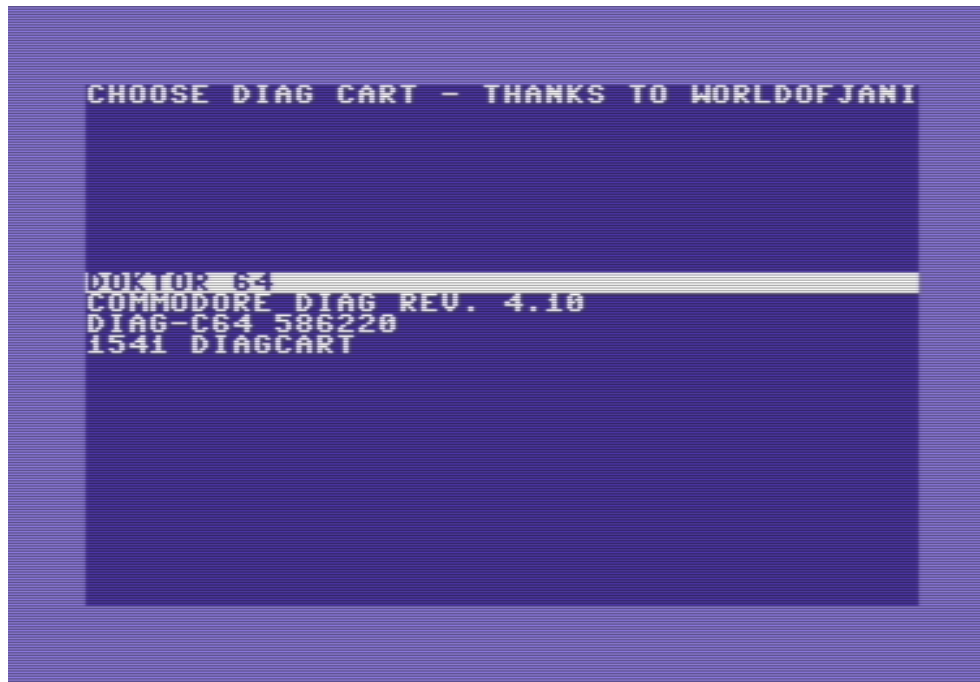 CHOOSE DIAG CART - THANKS TO WORLDOFJANI
DOKTOR 64
COMMODORE DIAG REV. 4.10
DIAG-C64 586220
1541 DIAGCART